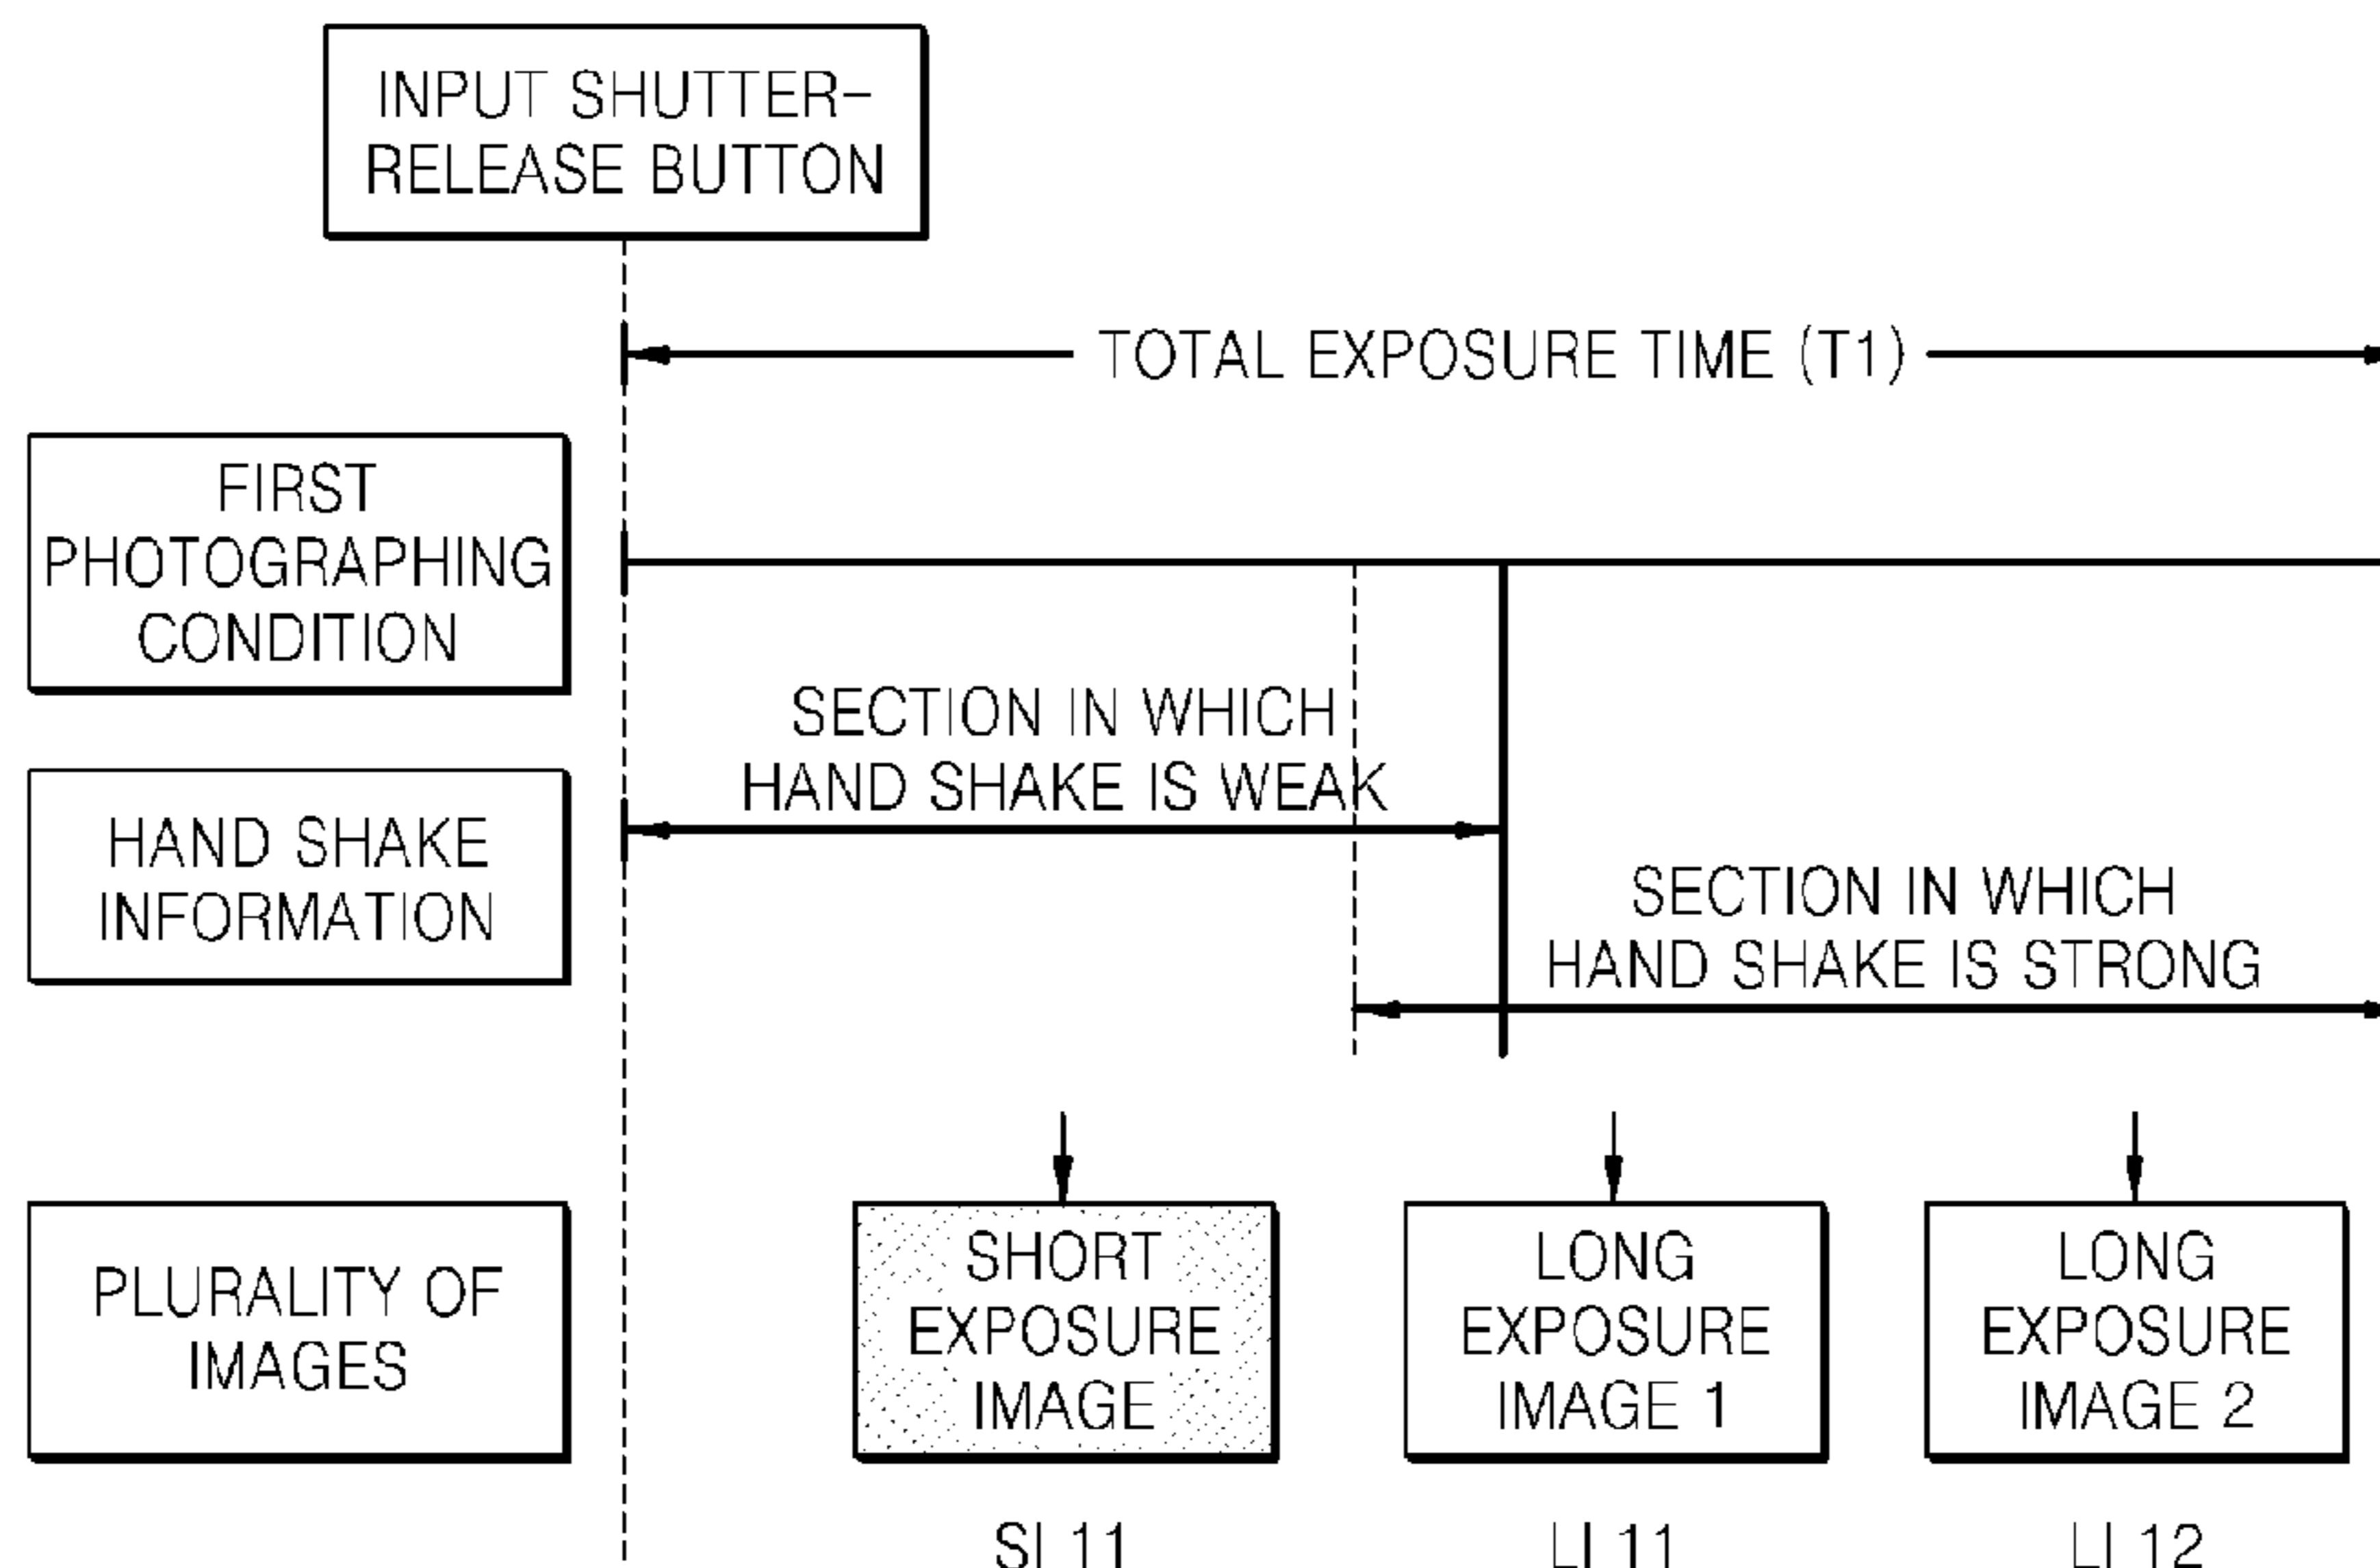 INPUT SHUTTER-
RELEASE BUTTON
TOTAL EXPOSURE TIME (T1)
FIRST
PHOTOGRAPHING
CONDITION
SECTION IN WHICH
HAND SHAKE IS WEAK
HAND SHAKE
INFORMATION
SECTION IN WHICH
HAND SHAKE IS STRONG
PLURALITY OF
IMAGES
SHORT
EXPOSURE
IMAGE
LONG
EXPOSURE
IMAGE 1
LONG
EXPOSURE
IMAGE 2
SI 11
LI 11
LI 12